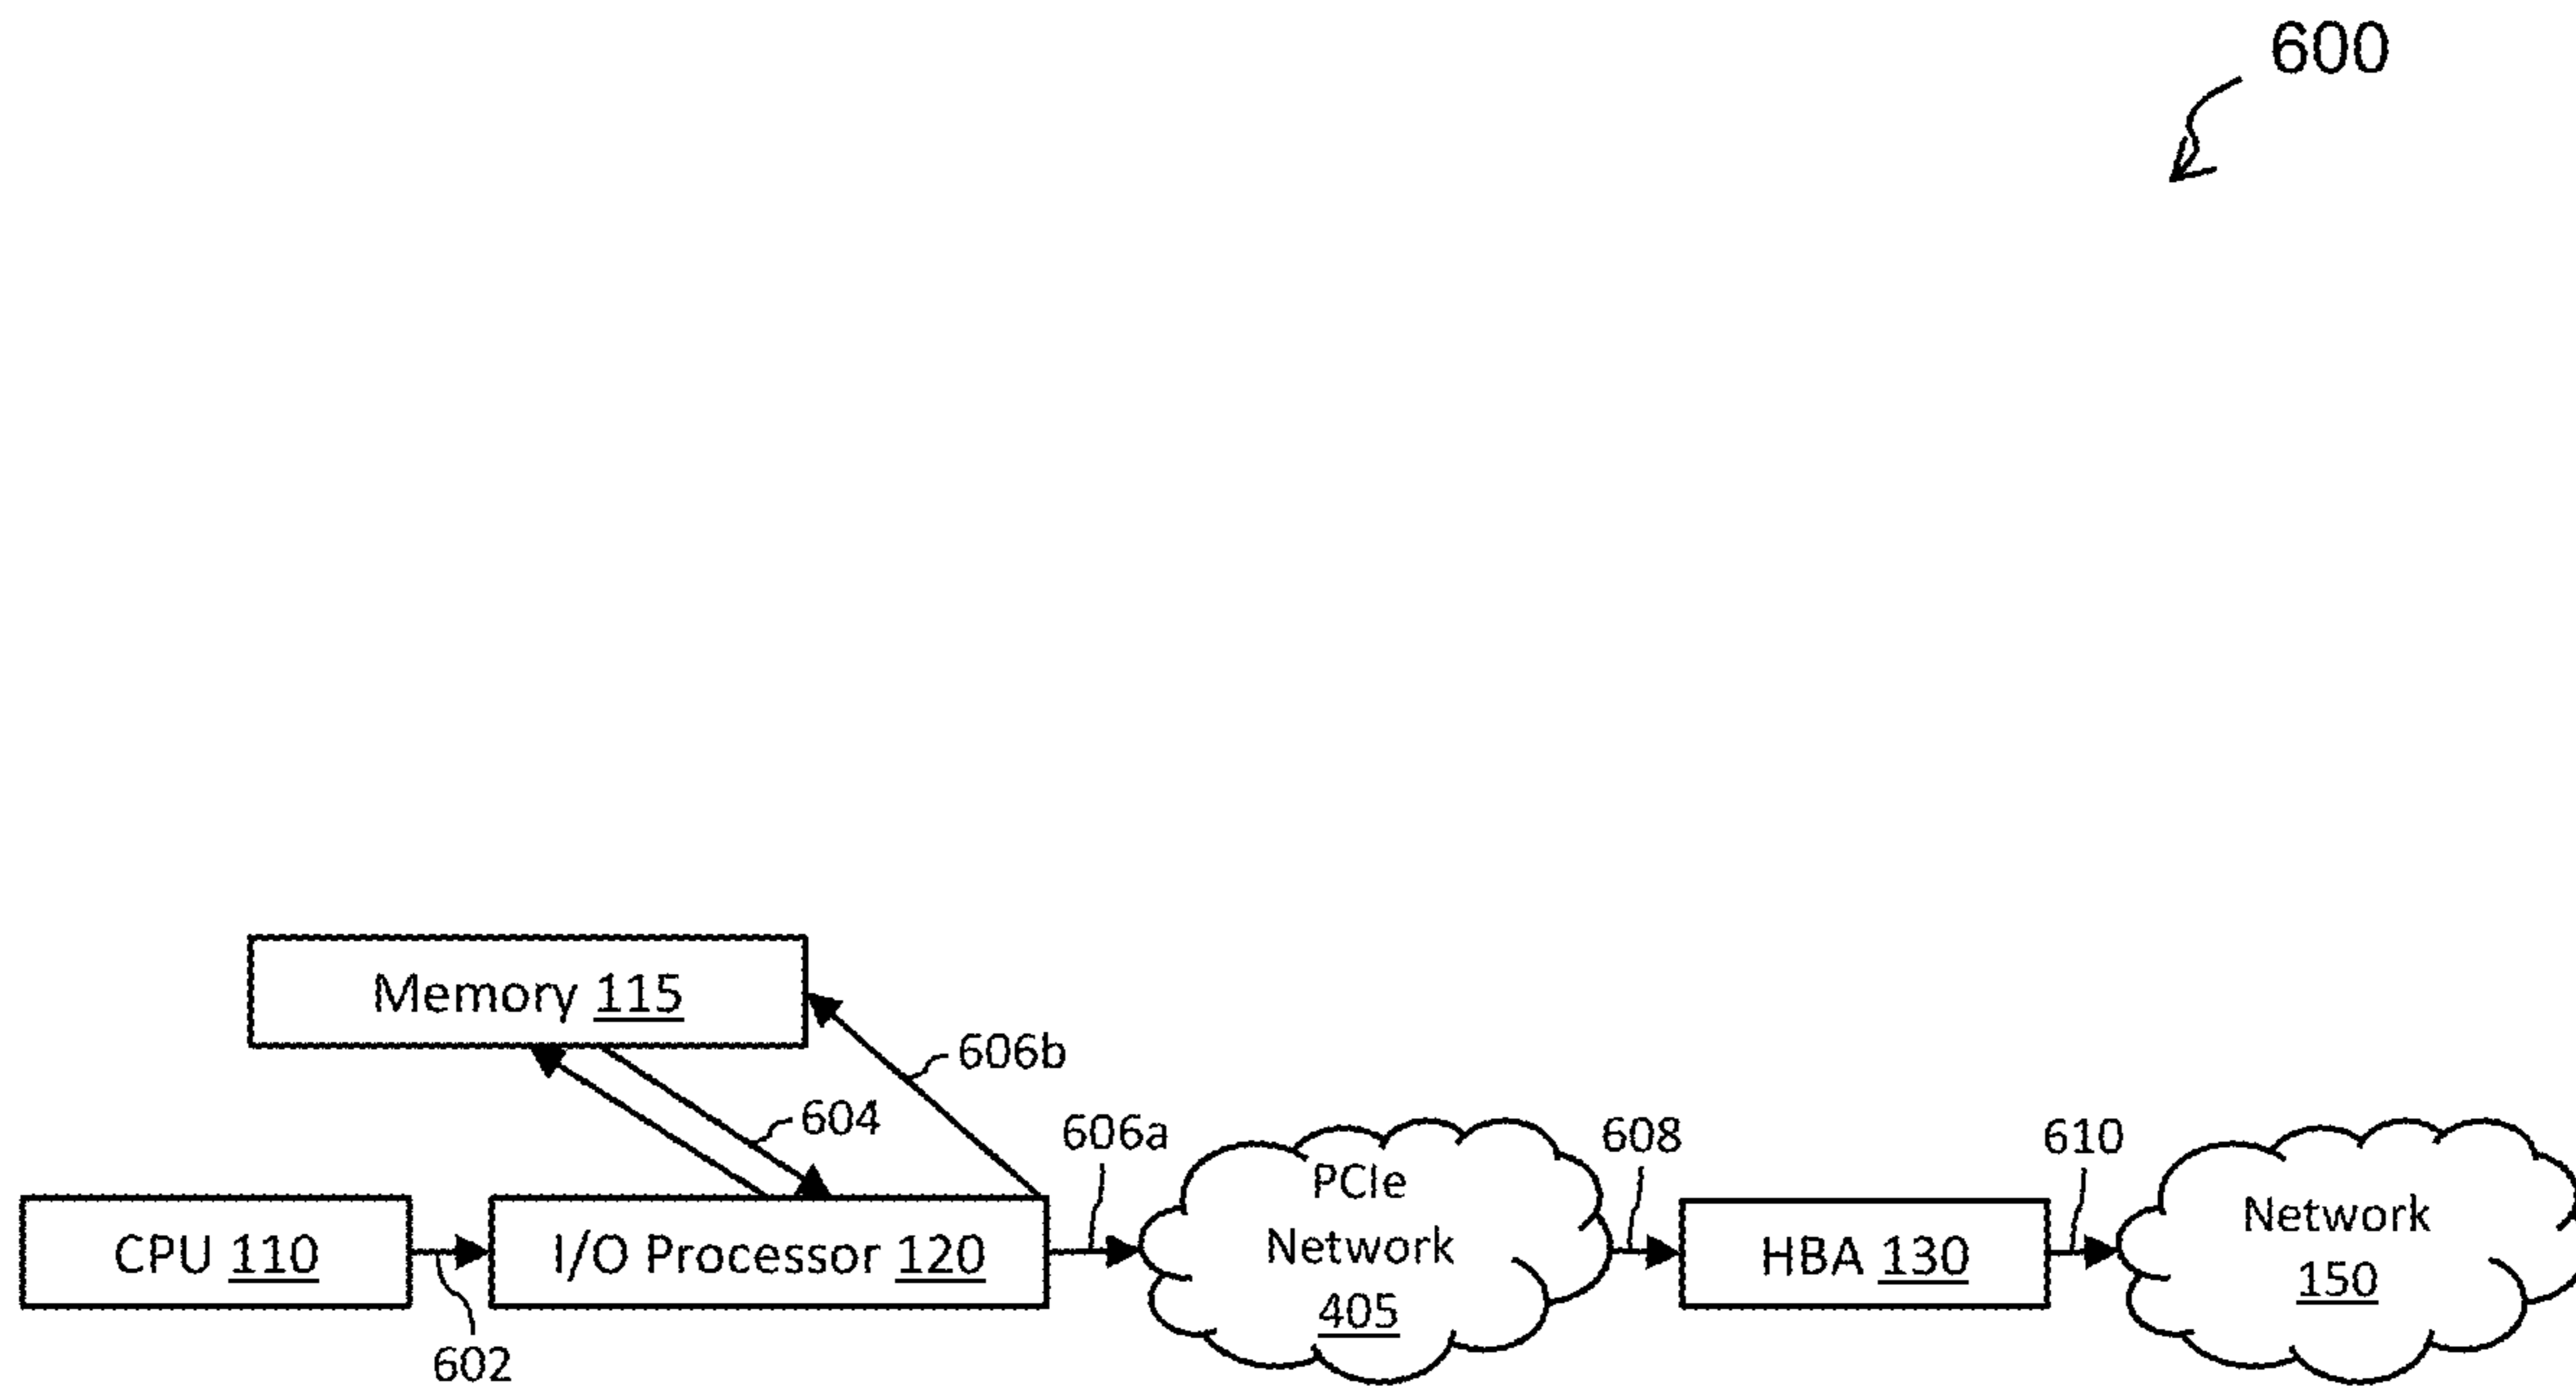 600
Memory 115
606b
604
606a
608
610
CPU 110
I/O Processor 120
PCIe
Network
405
HBA 130
Network
150
602